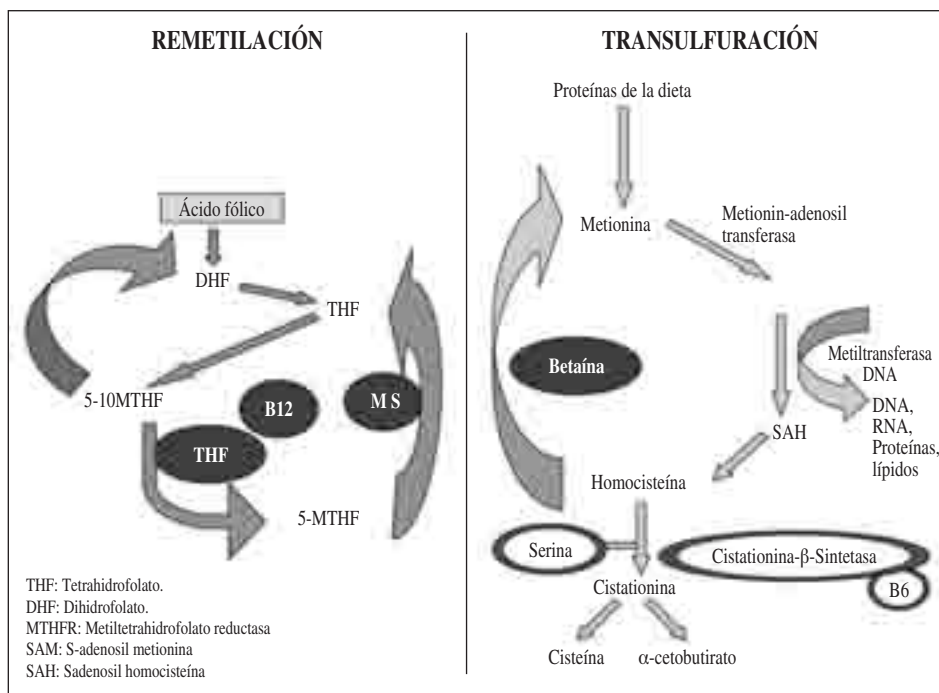 REMETILACIÓN
Ácido fólico
DHF
THF
5-10MTHF
B12
M S
THF
5-MTHF
THF: Tetrahidrofolato.
DHF: Dihidrofolato.
MTHFR: Metiltetrahidrofolato reductasa
SAM: S-adenosil metionina
SAH: Sadenosil homocisteína
TRANSULFURACIÓN
Proteínas de la dieta
Metionina
Metionin-adenosil
transferasa
Betaína
Metiltransferasa
DNA
DNA,
RNA,
Proteínas,
lípidos
SAH
Homocisteína
Serina
Cistationina-β-Sintetasa
B6
Cistationina
Cisteína
α-cetobutirato